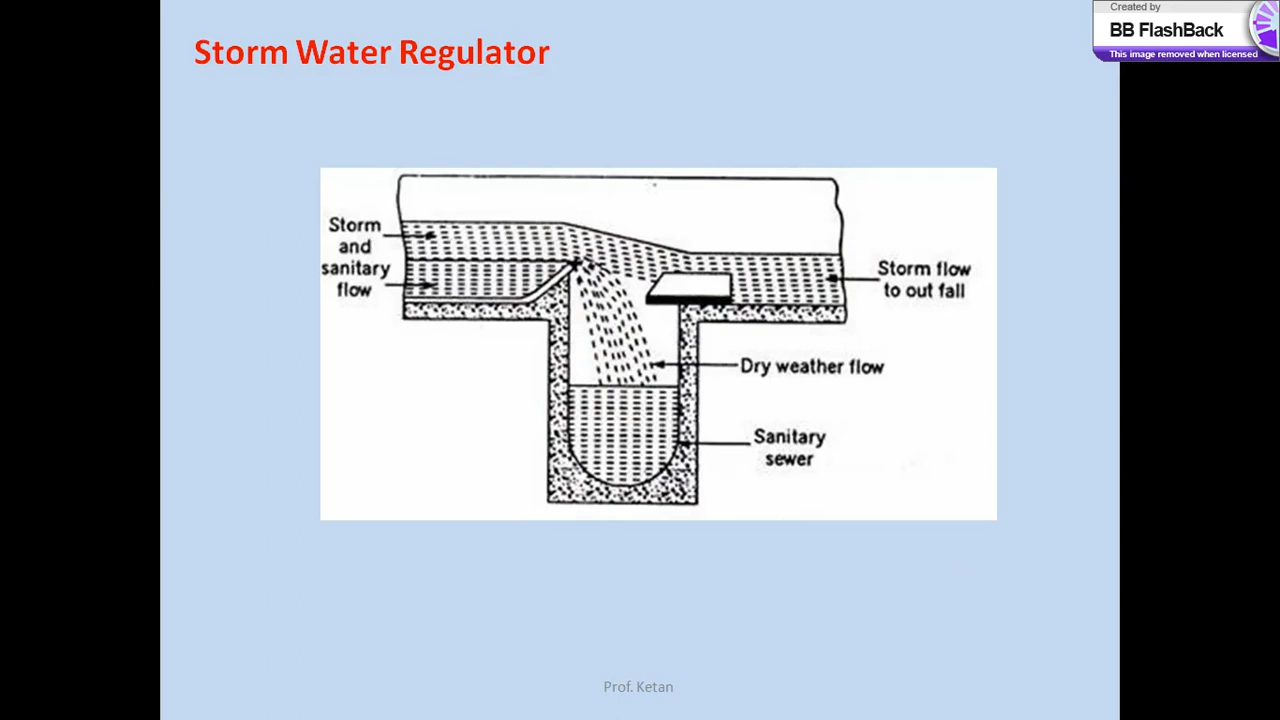 Created by
BB FlashBack
This image removed when licensed
Storm Water Regulator
Storm
and
sanitary
flow
Storm flow
to out fall
Dry weather flow
Sanitary
sewer
Prof. Ketan